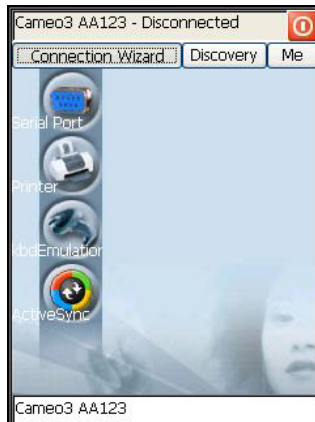 Cameo3 AA123 - Disconnected
Connection Wizard Discovery Me
Serial Port
Printer
kbdEmulation
ActiveSync
Cameo3 AA123